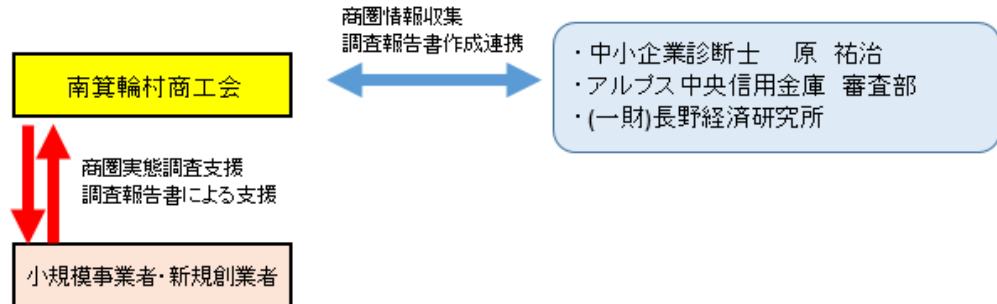 商圏情報収集
調査報告書作成連携
南箕輪村商工会
・中小企業診断士　原 祐治
・アルプス中央信用金庫 審査部
・(一財)長野経済研究所
商圏実態調査支援
調査報告書による支援
小規模事業者・新規創業者